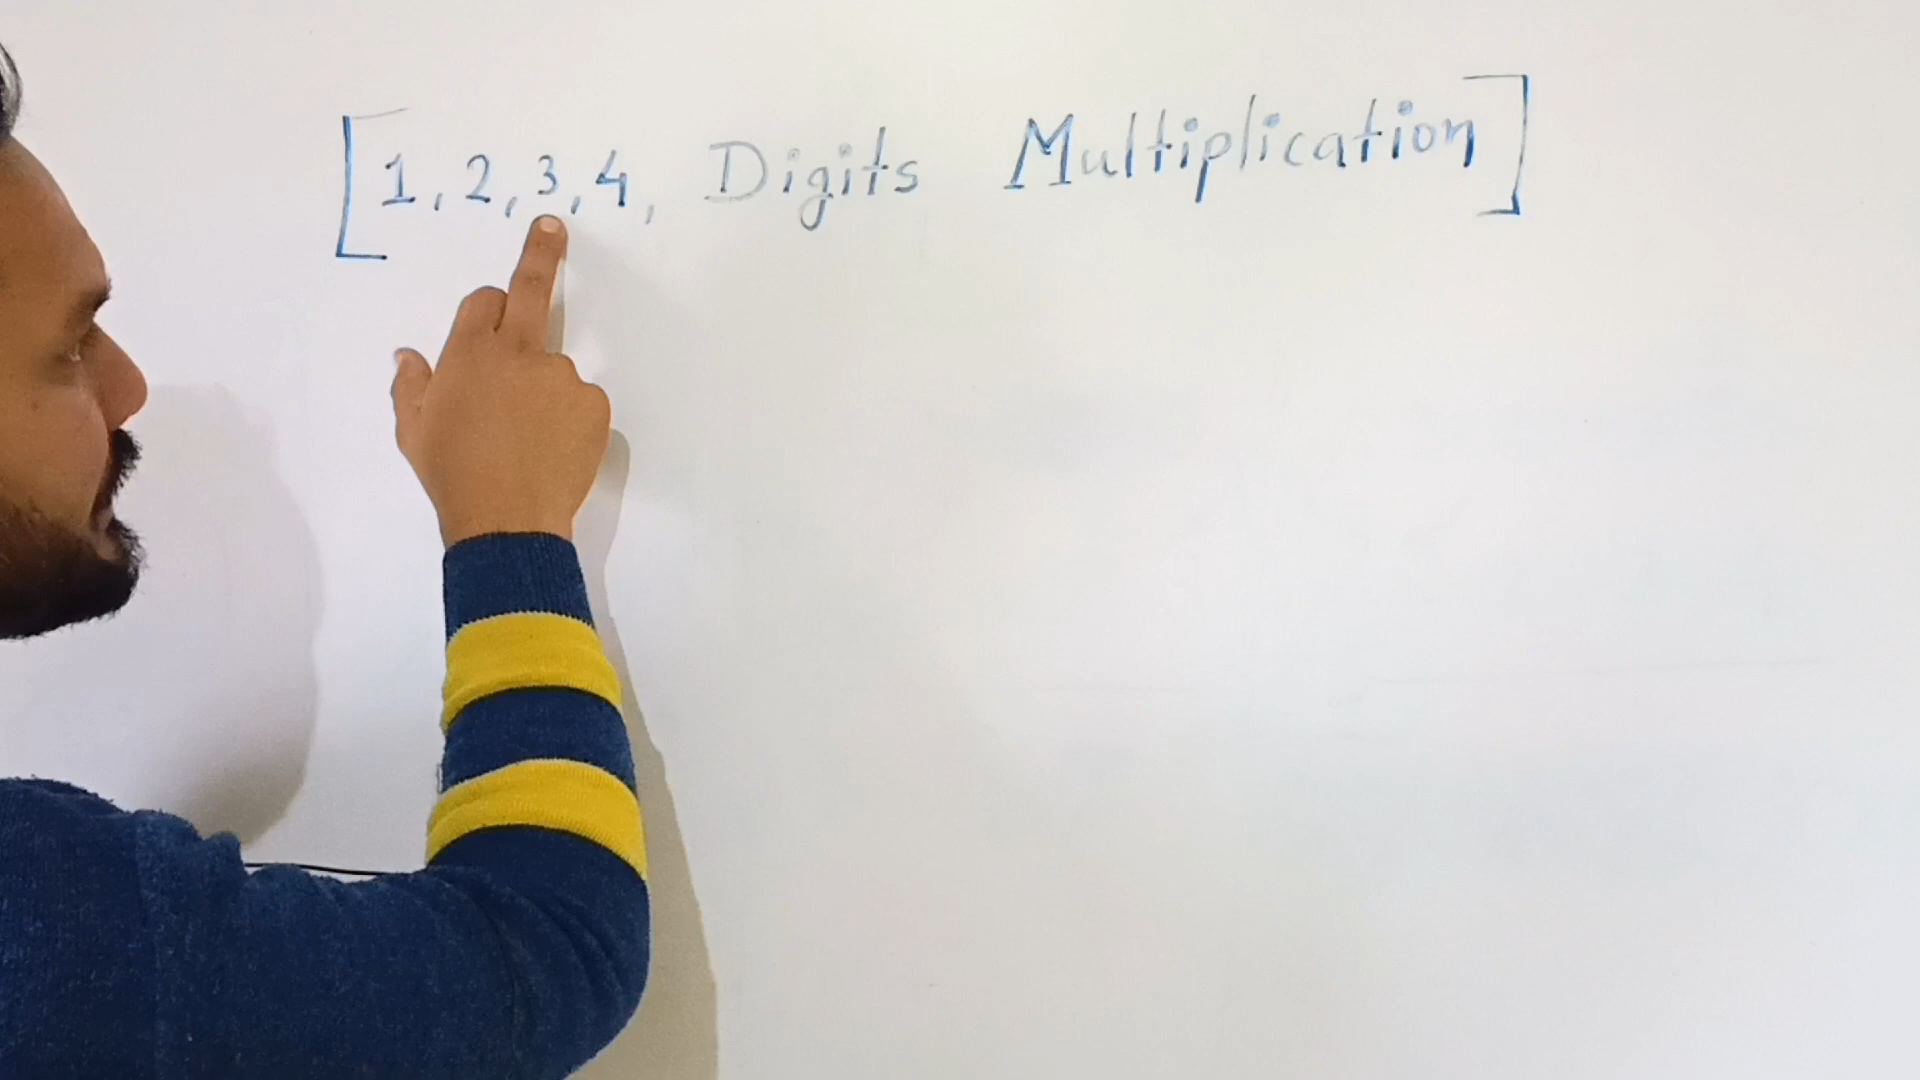 [1, 2, 3, 4, Digits Multiplication]